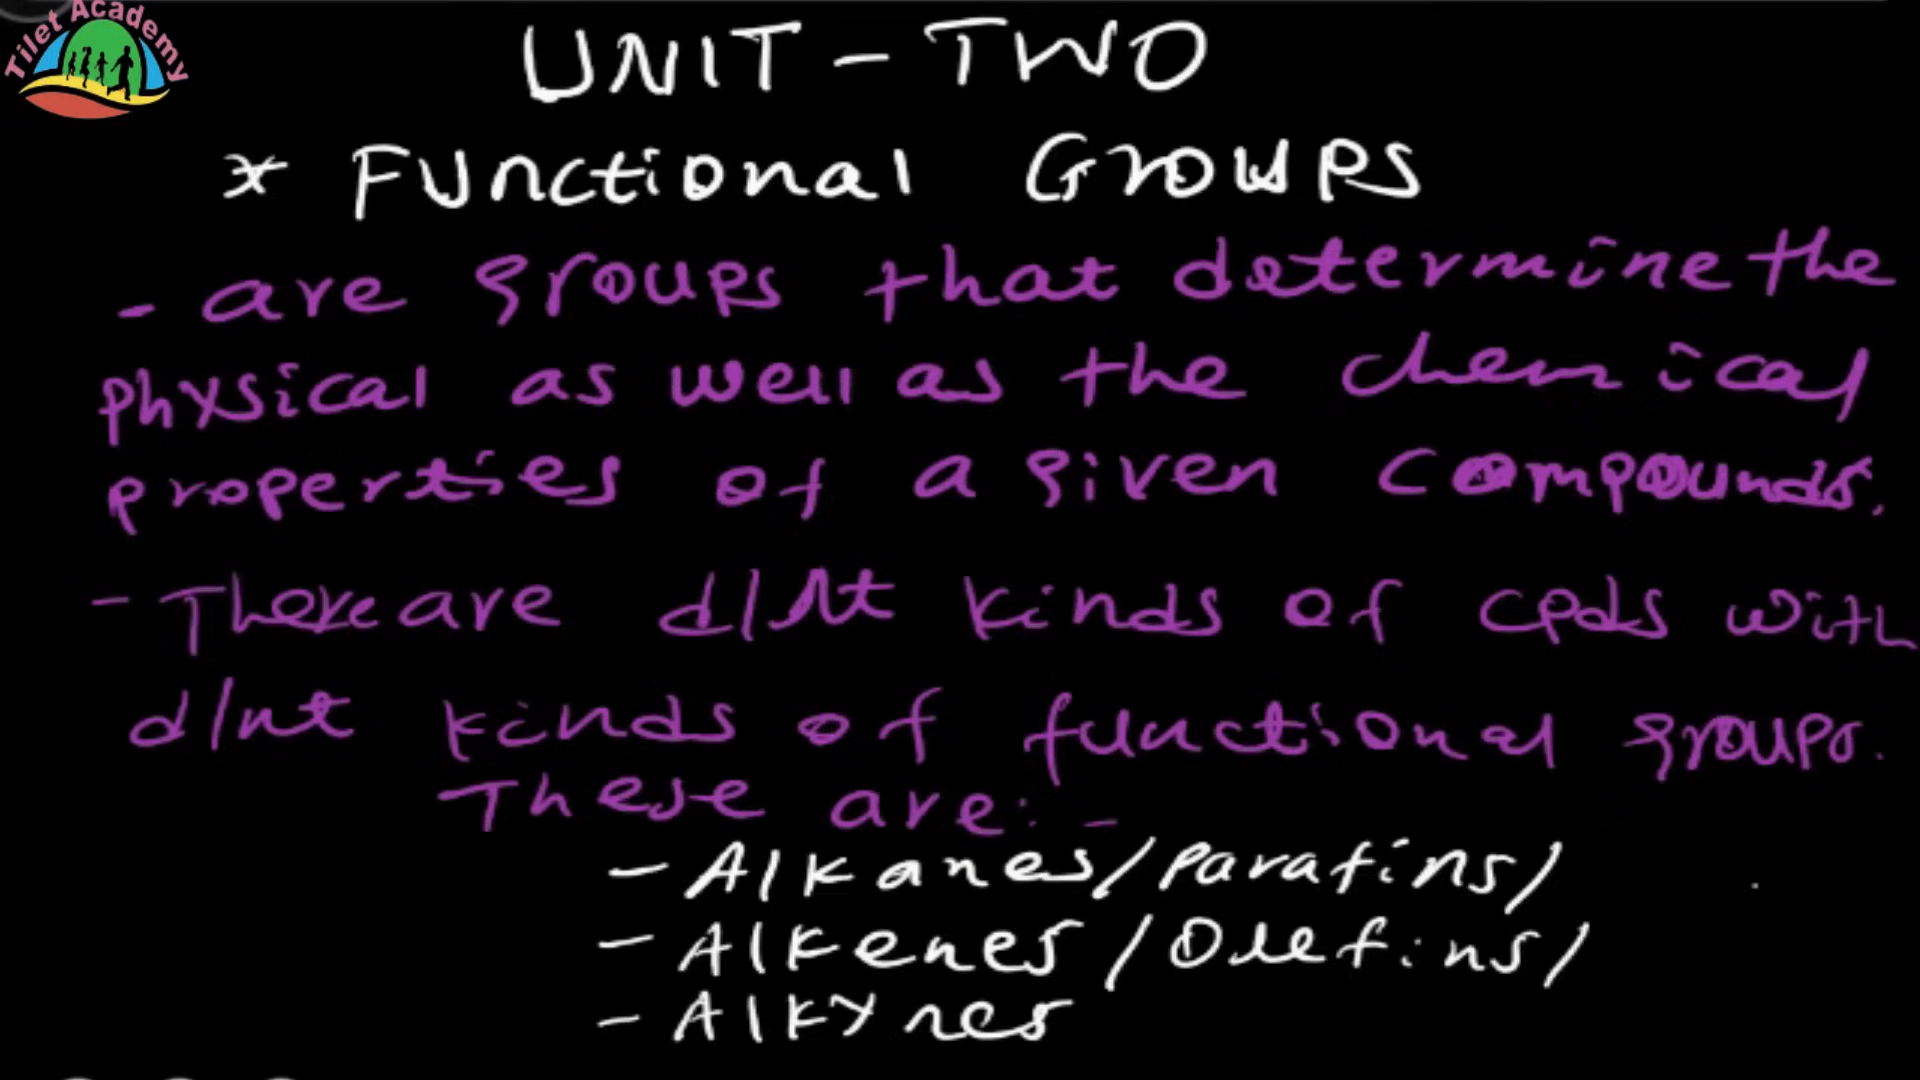 Tilet Academy
UNIT - TWO
* Functional Groups
- are groups that determine the
physical as well as the chemical
properties of a given compounds.
- There are d/nt kinds of cpds with
d/nt kinds of functional groups.
These are: -
- Alkanes/parafins/
- Alkenes/Olefins/
- Alkynes